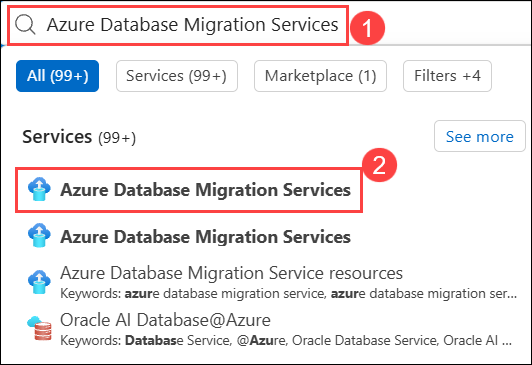 Azure Database Migration Services
1
All (99+)
Services (99+)
Marketplace (1)
Filters +4
Services (99+)
See more
2
Azure Database Migration Services
Azure Database Migration Services
Azure Database Migration Service resources
Keywords: azure database migration service, azure database migration ser...
Oracle AI Database@Azure
Keywords: Database Service, @Azure, Oracle Database Service, Oracle AI ...